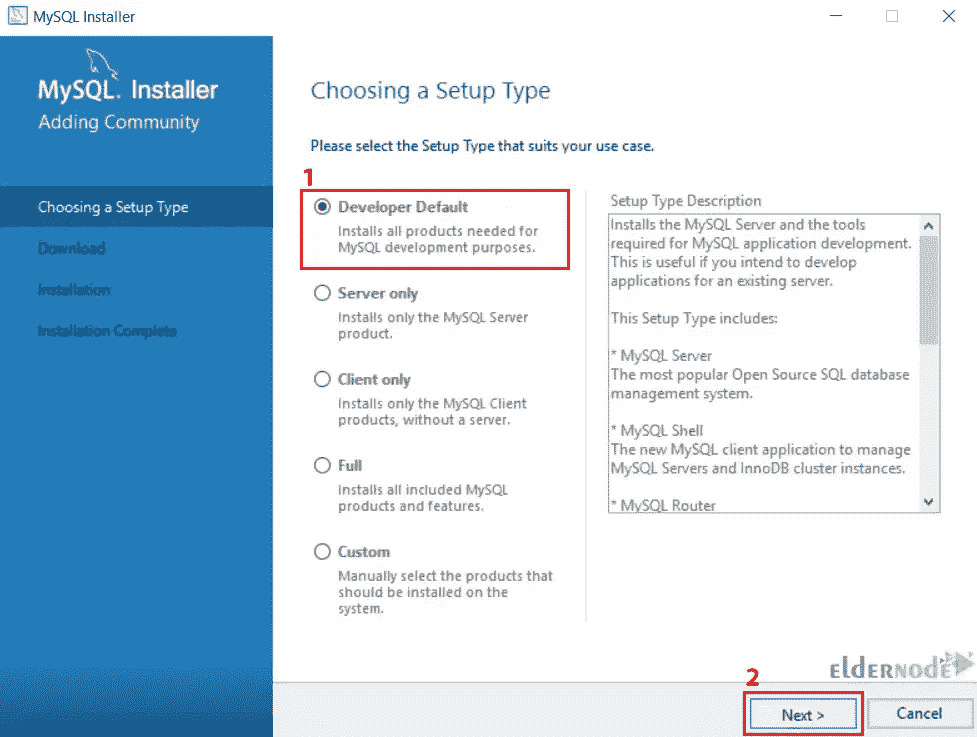 MySQL Installer
MySQL. Installer
Adding Community
Choosing a Setup Type
Download
Installation
Installation Complete
Choosing a Setup Type
Please select the Setup Type that suits your use case.
1
Developer Default
Installs all products needed for
MySQL development purposes.
Server only
Installs only the MySQL Server
product.
Client only
Installs only the MySQL Client
products, without a server.
Full
Installs all included MySQL
products and features.
Custom
Manually select the products that
should be installed on the
system.
Setup Type Description
Installs the MySQL Server and the tools
required for MySQL application development.
This is useful if you intend to develop
applications for an existing server.
This Setup Type includes:
* MySQL Server
The most popular Open Source SQL database
management system.
* MySQL Shell
The new MySQL client application to manage
MySQL Servers and InnoDB cluster instances.
* MySQL Router
ELDERNODE
2
Next >
Cancel